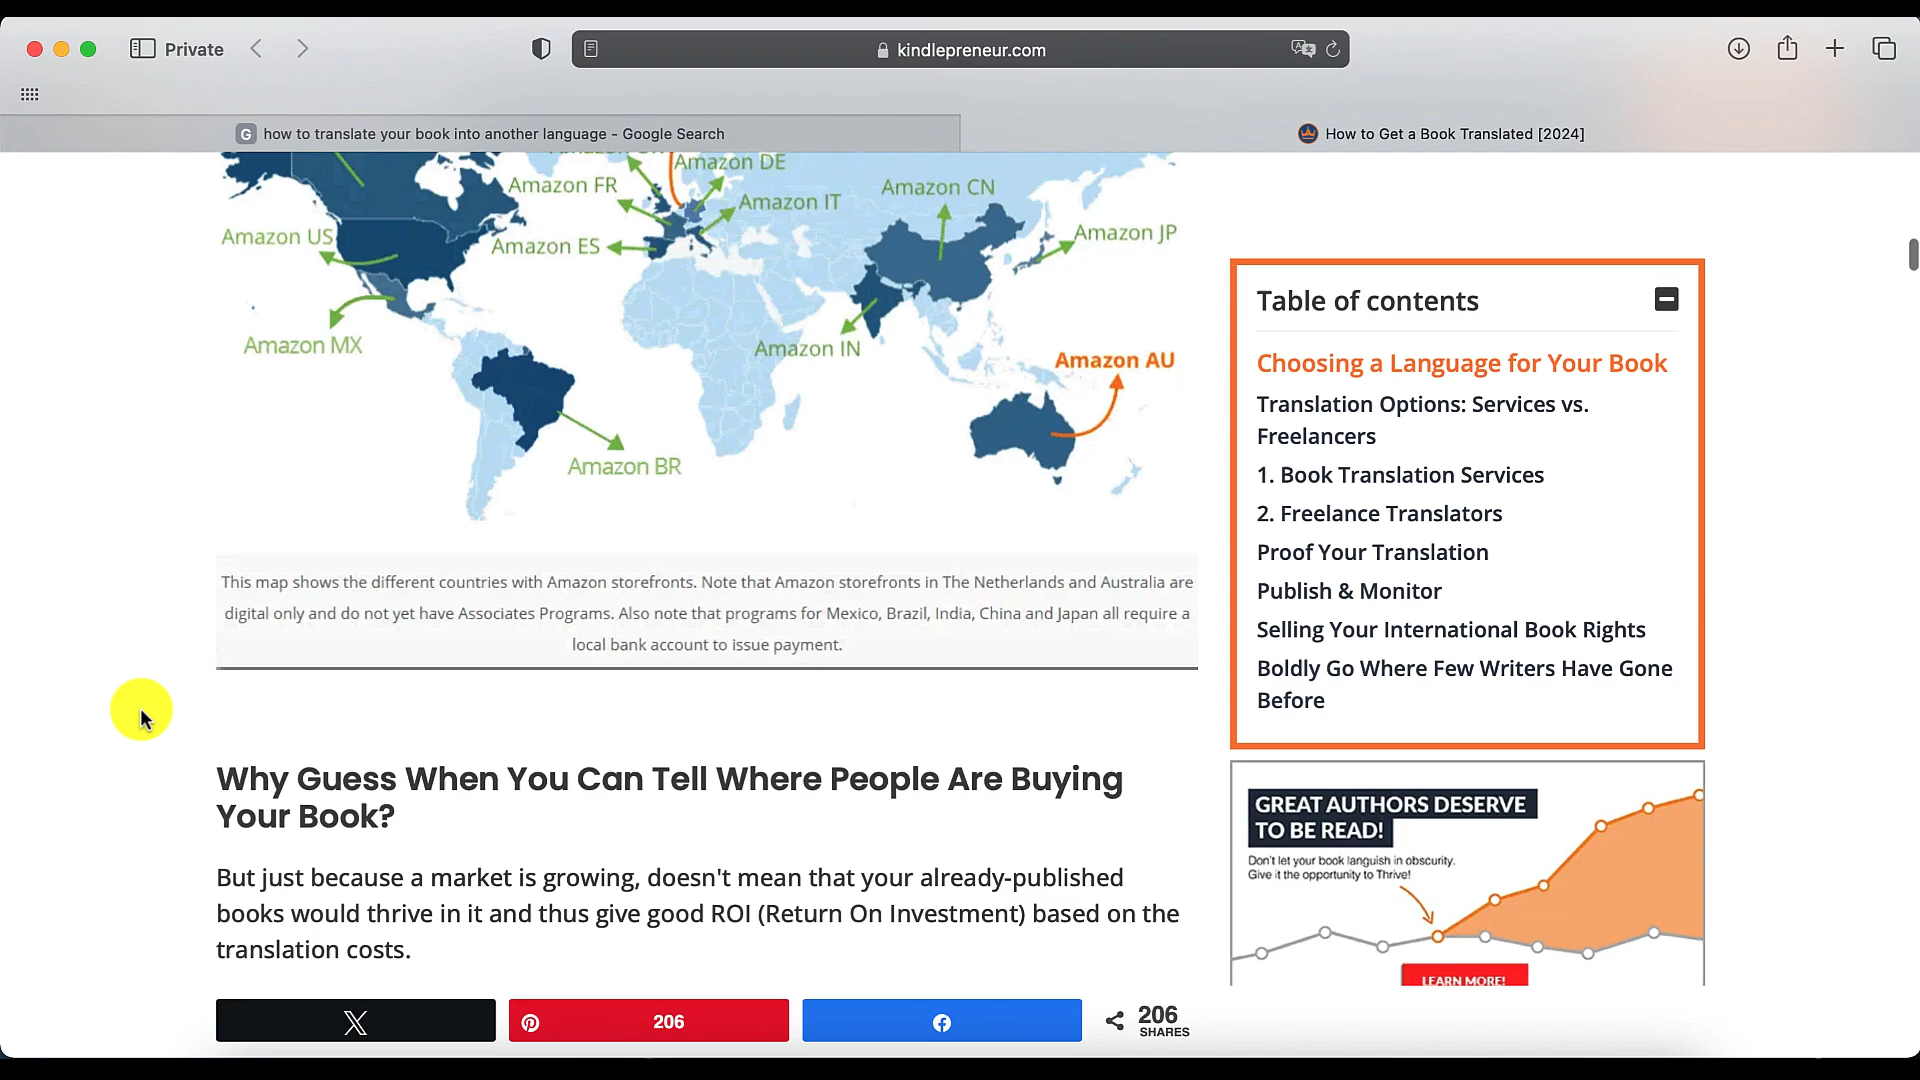 Private
kindlepreneur.com
G how to translate your book into another language - Google Search
How to Get a Book Translated [2024]
Amazon DE
Amazon FR
Amazon CN
Amazon IT
Amazon US
Amazon ES
Amazon JP
Amazon MX
Amazon IN
Amazon AU
Amazon BR
This map shows the different countries with Amazon storefronts. Note that Amazon storefronts in The Netherlands and Australia are
digital only and do not yet have Associates Programs. Also note that programs for Mexico, Brazil, India, China and Japan all require a
local bank account to issue payment.
Why Guess When You Can Tell Where People Are Buying
Your Book?
But just because a market is growing, doesn't mean that your already-published
books would thrive in it and thus give good ROI (Return On Investment) based on the
translation costs.
206
206
SHARES
Table of contents
Choosing a Language for Your Book
Translation Options: Services vs.
Freelancers
1. Book Translation Services
2. Freelance Translators
Proof Your Translation
Publish & Monitor
Selling Your International Book Rights
Boldly Go Where Few Writers Have Gone
Before
GREAT AUTHORS DESERVE
TO BE READ!
Don't let your book languish in obscurity.
Give it the opportunity to Thrive!
LEARN MORE!